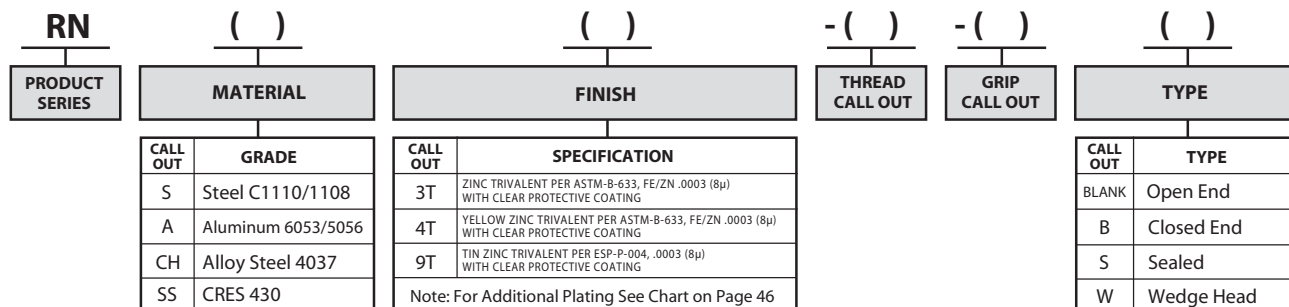 RN ( ) ( ) - ( ) - ( ) ( )
PRODUCT SERIES
MATERIAL
FINISH
THREAD CALL OUT
GRIP CALL OUT
TYPE
CALL OUT GRADE
S Steel C1110/1108
A Aluminum 6053/5056
CH Alloy Steel 4037
SS CRES 430
CALL OUT SPECIFICATION
3T ZINC TRIVALENT PER ASTM-B-633, FE/ZN .0003 (8µ)
WITH CLEAR PROTECTIVE COATING
4T YELLOW ZINC TRIVALENT PER ASTM-B-633, FE/ZN .0003 (8µ)
WITH CLEAR PROTECTIVE COATING
9T TIN ZINC TRIVALENT PER ESP-P-004, .0003 (8µ)
WITH CLEAR PROTECTIVE COATING
Note: For Additional Plating See Chart on Page 46
CALL OUT TYPE
BLANK Open End
B Closed End
S Sealed
W Wedge Head